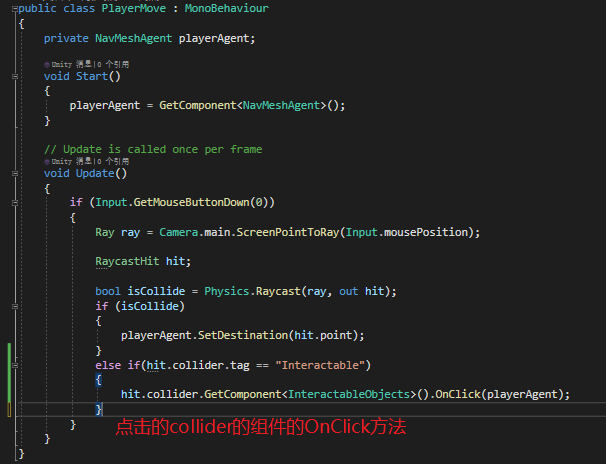 public class PlayerMove : MonoBehaviour
{
private NavMeshAgent playerAgent;
Unity 消息|0 个引用
void Start()
{
playerAgent = GetComponent<NavMeshAgent>();
}
// Update is called once per frame
Unity 消息|0 个引用
void Update()
{
if (Input.GetMouseButtonDown(0))
{
Ray ray = Camera.main.ScreenPointToRay(Input.mousePosition);
RaycastHit hit;
bool isCollide = Physics.Raycast(ray, out hit);
if (isCollide)
{
playerAgent.SetDestination(hit.point);
}
else if(hit.collider.tag == "Interactable")
{
hit.collider.GetComponent<InteractableObjects>().OnClick(playerAgent);
}
点击的collider的组件的OnClick方法
}
}
}